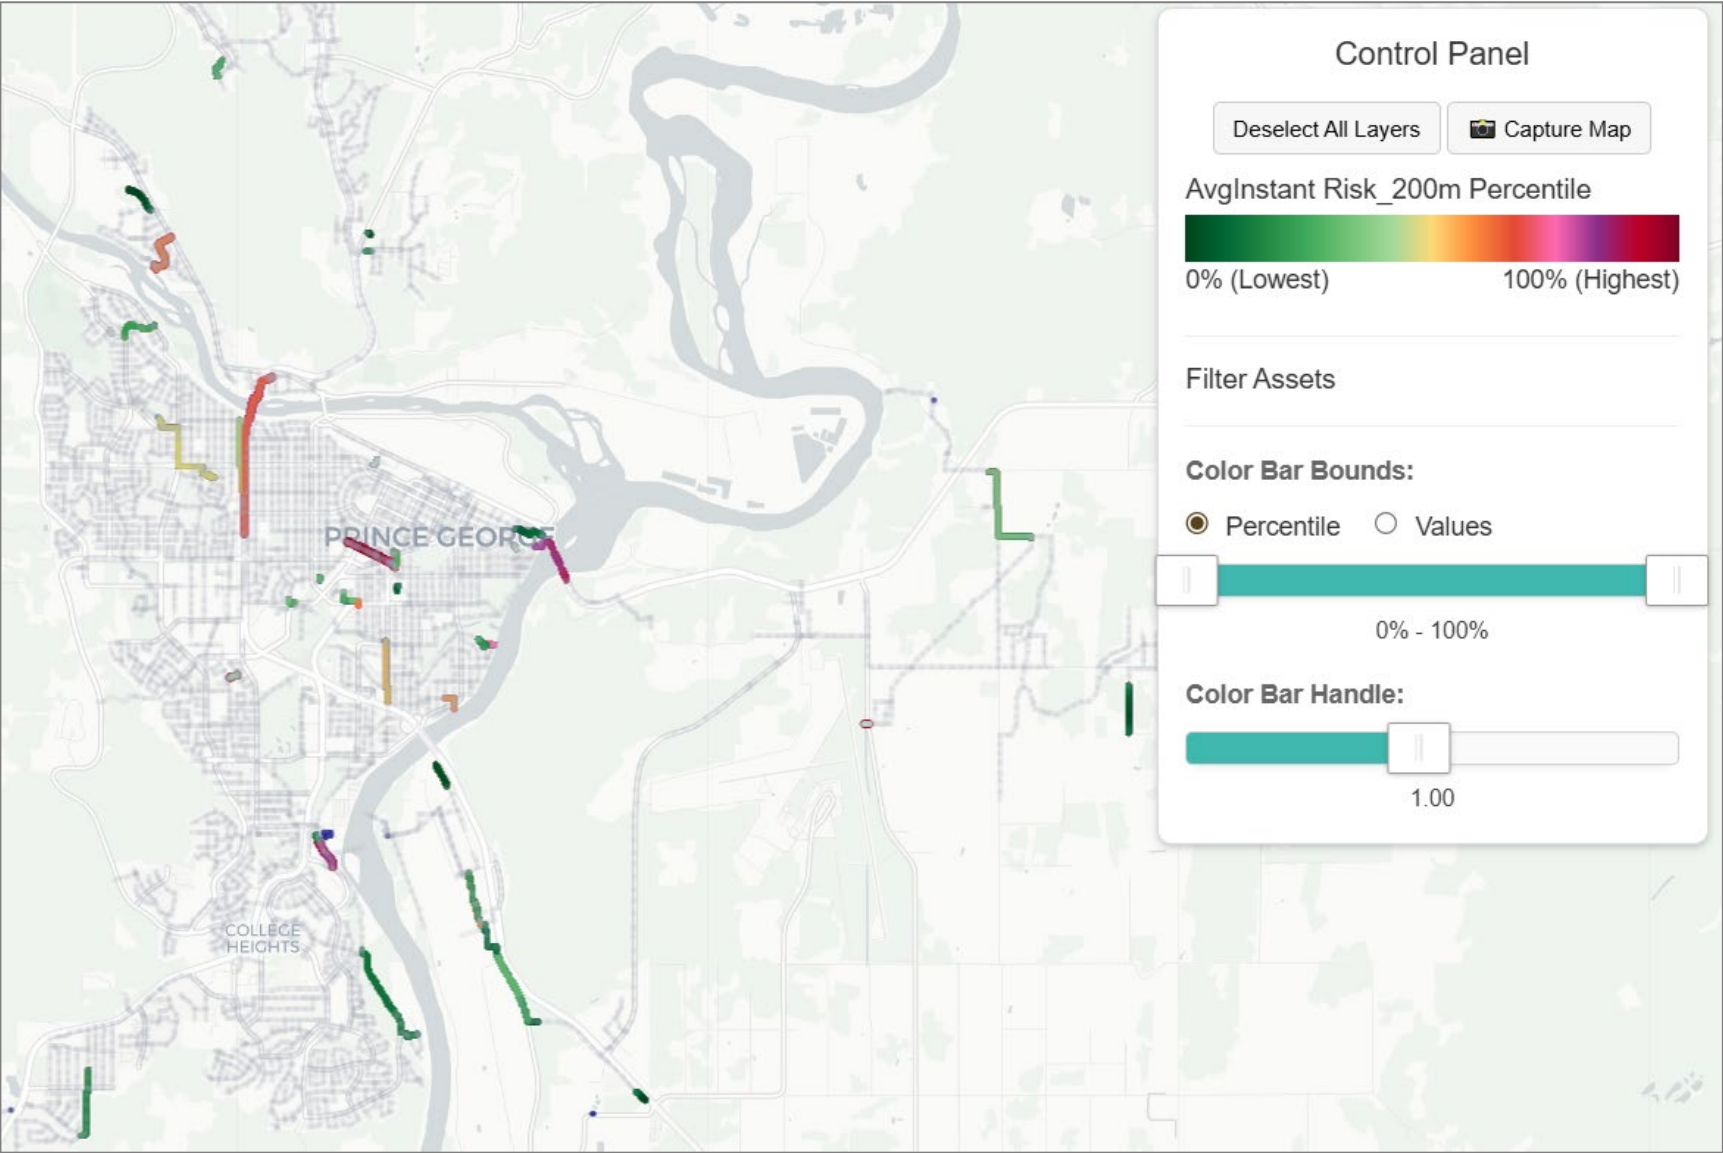 Control Panel
Deselect All Layers
Capture Map
AvgInstant Risk_200m Percentile
0% (Lowest)
100% (Highest)
Filter Assets
Color Bar Bounds:
Percentile
Values
0% - 100%
Color Bar Handle:
1.00
PRINCE GEORGE
COLLEGE
HEIGHTS